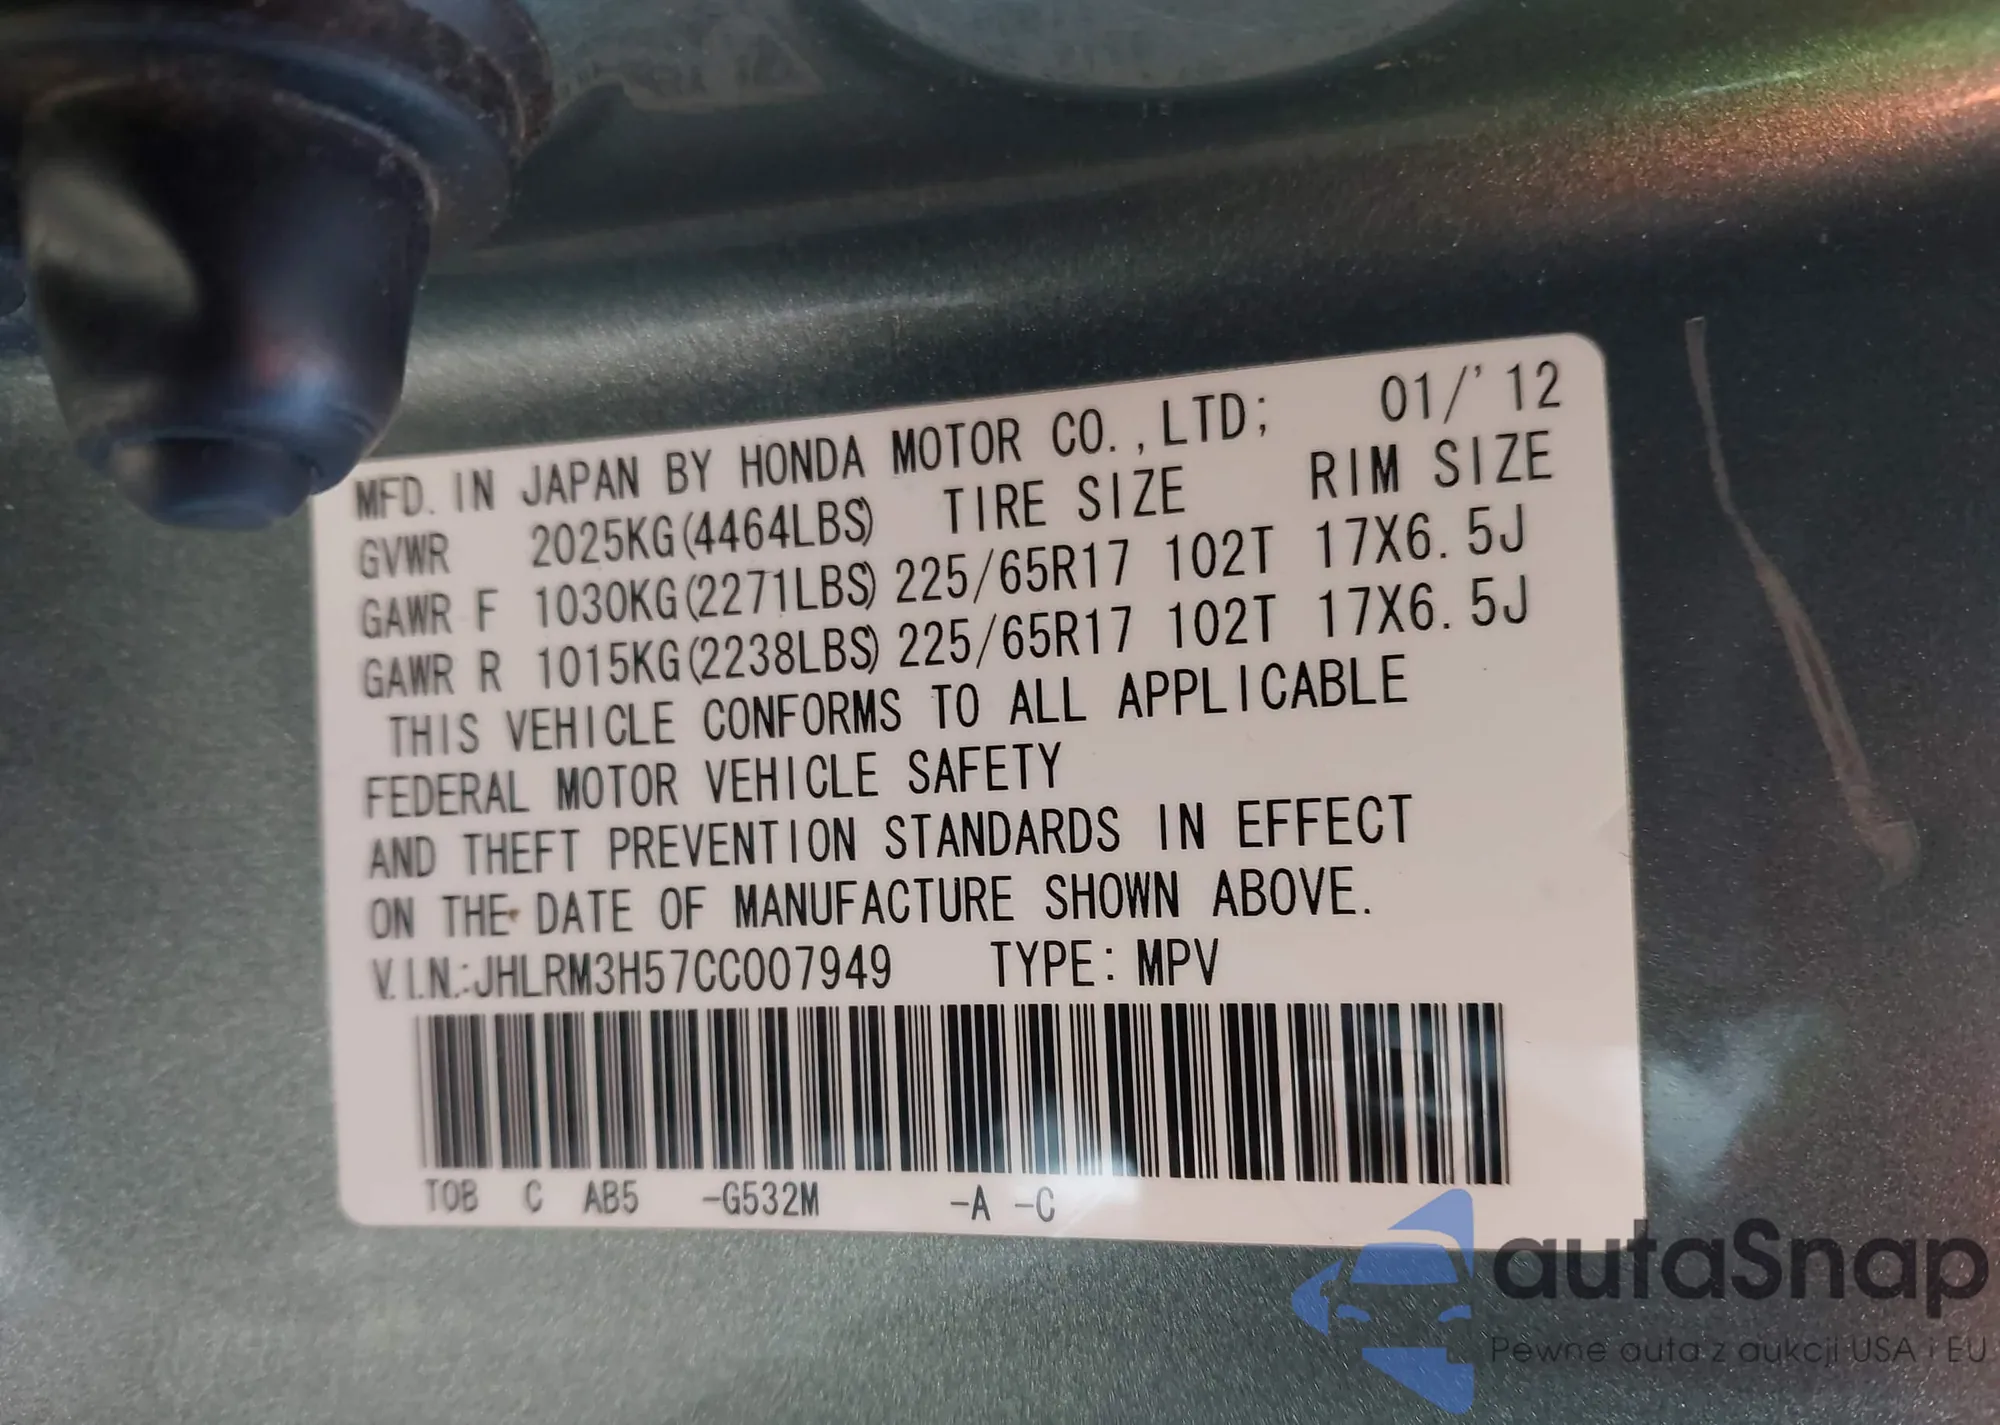 MFD. IN JAPAN BY HONDA MOTOR CO.,LTD; 01/'12
GVWR 2025KG(4464LBS) TIRE SIZE RIM SIZE
GAWR F 1030KG(2271LBS) 225/65R17 102T 17X6.5J
GAWR R 1015KG(2238LBS) 225/65R17 102T 17X6.5J
THIS VEHICLE CONFORMS TO ALL APPLICABLE
FEDERAL MOTOR VEHICLE SAFETY
AND THEFT PREVENTION STANDARDS IN EFFECT
ON THE DATE OF MANUFACTURE SHOWN ABOVE.
V.I.N.:JHLRM3H57CC007949 TYPE: MPV
TOB C AB5 -G532M -A -C
autaSnap
Pewne auta z aukcji USA i EU